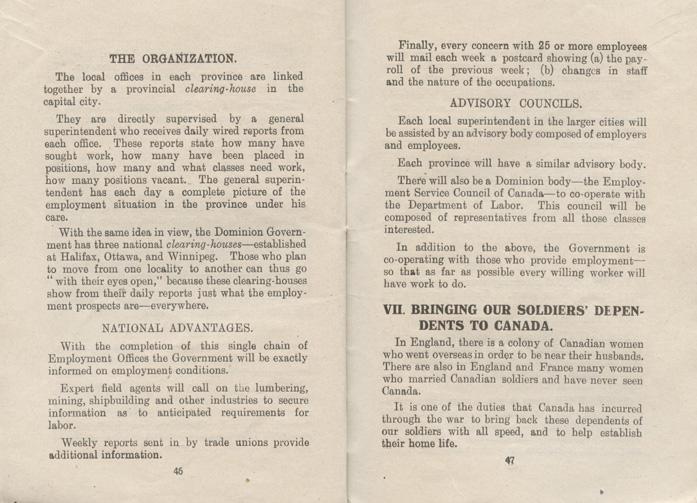 THE ORGANIZATION.
The local offices in each province are linked
together by a provincial clearing-house in the
capital city.
They are directly supervised by a general
superintendent who receives daily wired reports from
each office. These reports state how many have
sought work, how many have been placed in
positions, how many and what classes need work,
how many positions vacant. The general superin-
tendent has each day a complete picture of the
employment situation in the province under his
care.
With the same idea in view, the Dominion Govern-
ment has three national clearing-houses—established
at Halifax, Ottawa, and Winnipeg. Those who plan
to move from one locality to another can thus go
"with their eyes open," because these clearing-houses
show from their daily reports just what the employ-
ment prospects are—everywhere.
NATIONAL ADVANTAGES.
With the completion of this single chain of
Employment Offices the Government will be exactly
informed on employment conditions.
Expert field agents will call on the lumbering,
mining, shipbuilding and other industries to secure
information as to anticipated requirements for
labor.
Weekly reports sent in by trade unions provide
additional information.
46
Finally, every concern with 25 or more employees
will mail each week a postcard showing (a) the pay-
roll of the previous week; (b) changes in staff
and the nature of the occupations.
ADVISORY COUNCILS.
Each local superintendent in the larger cities will
be assisted by an advisory body composed of employers
and employees.
Each province will have a similar advisory body.
There will also be a Dominion body—the Employ-
ment Service Council of Canada—to co-operate with
the Department of Labor. This council will be
composed of representatives from all those classes
interested.
In addition to the above, the Government is
co-operating with those who provide employment—
so that as far as possible every willing worker will
have work to do.
VII. BRINGING OUR SOLDIERS' DEPEN-
DENTS TO CANADA.
In England, there is a colony of Canadian women
who went overseas in order to be near their husbands.
There are also in England and France many women
who married Canadian soldiers and have never seen
Canada.
It is one of the duties that Canada has incurred
through the war to bring back these dependents of
our soldiers with all speed, and to help establish
their home life.
47